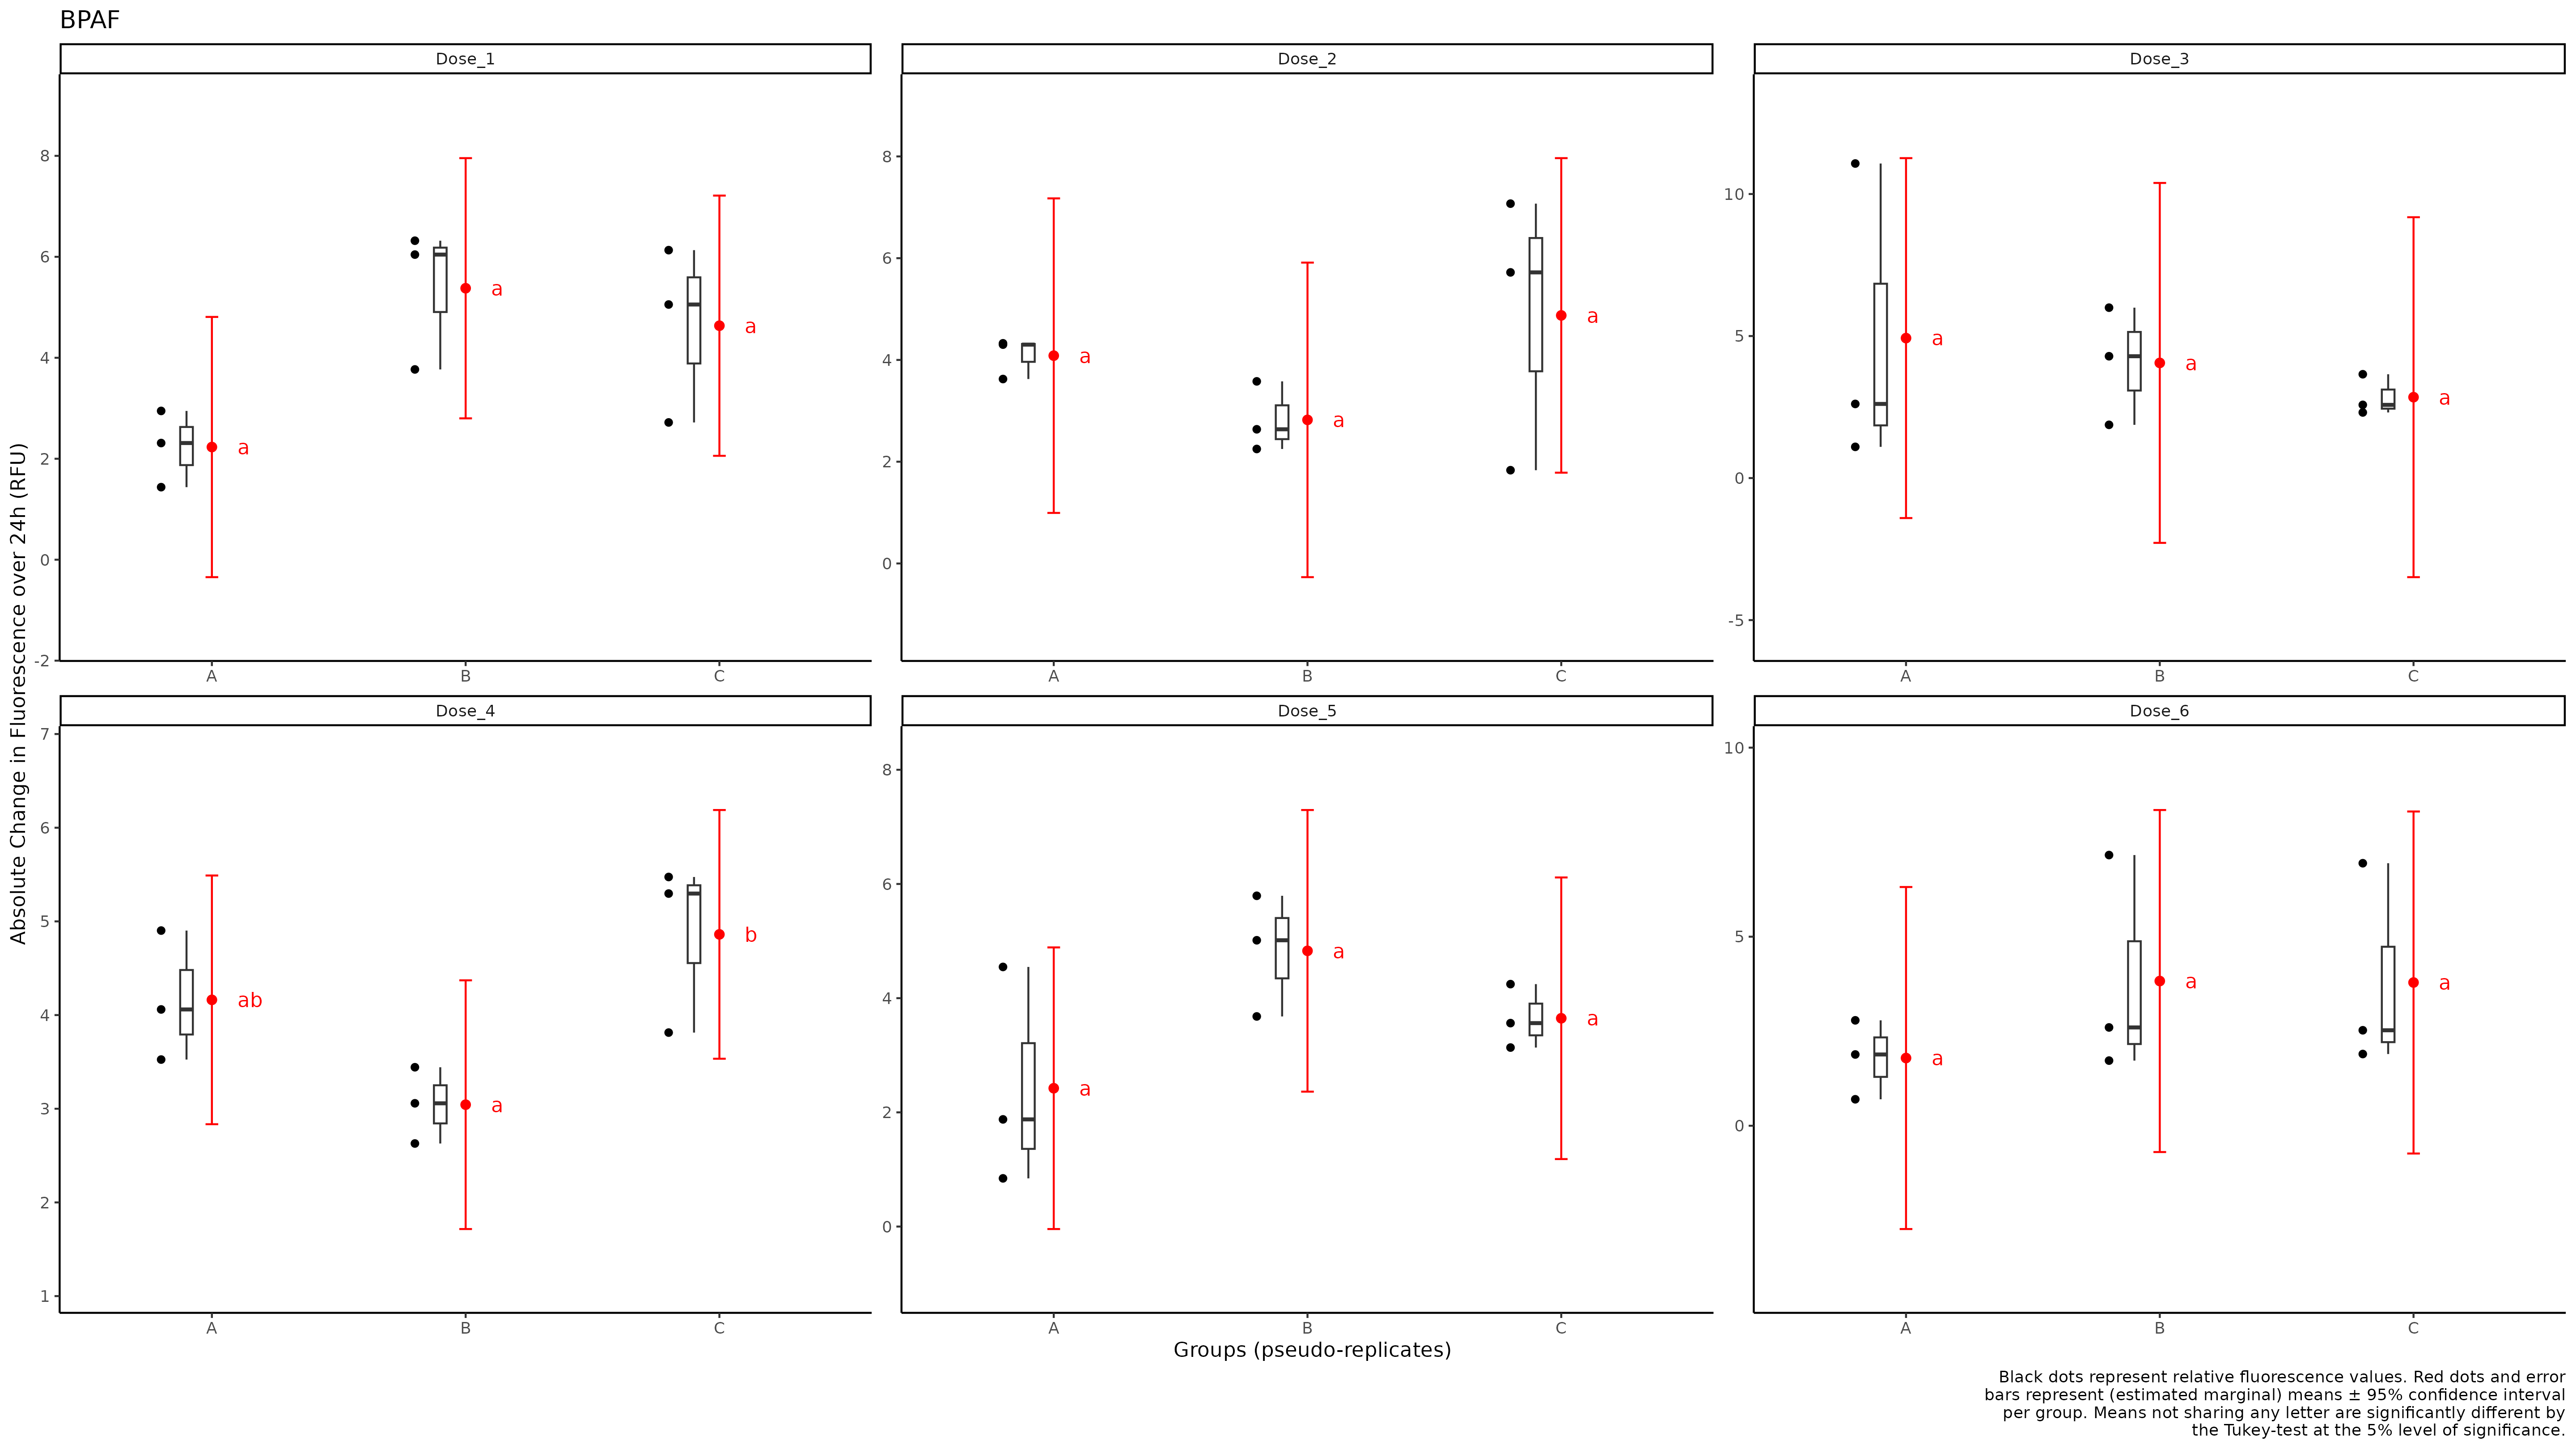 BPAF
Absolute Change in Fluorescence over 24h (RFU)
Dose_1
8
6
4
2
0
-2
a
a
a
A
B
C
Dose_2
8
6
4
2
0
a
a
a
A
B
C
Dose_3
10
5
0
-5
a
a
a
A
B
C
Dose_4
7
6
5
4
3
2
1
ab
a
b
A
B
C
Dose_5
8
6
4
2
0
a
a
a
A
B
C
Dose_6
10
5
0
a
a
a
A
B
C
Groups (pseudo-replicates)
Black dots represent relative fluorescence values. Red dots and error
bars represent (estimated marginal) means ± 95% confidence interval
per group. Means not sharing any letter are significantly different by
the Tukey-test at the 5% level of significance.